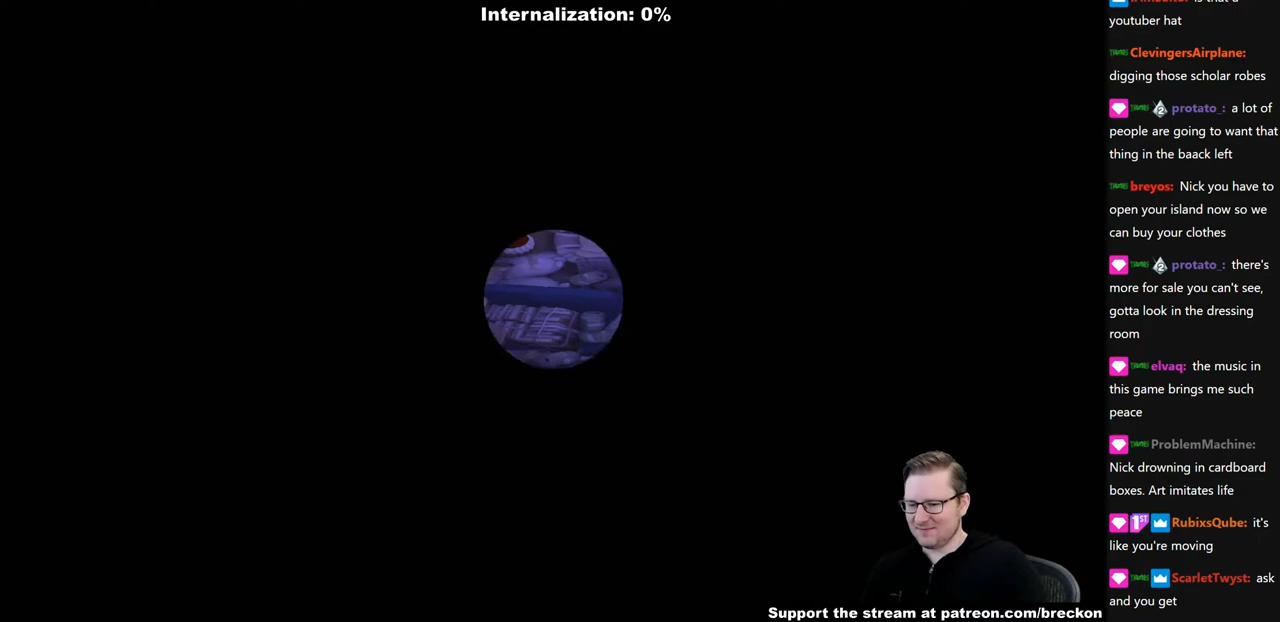 Internalization: 0%
is that a
youtuber hat
ClevingersAirplane:
digging those scholar robes
protato_: a lot of
people are going to want that
thing in the baack left
breyos: Nick you have to
open your island now so we
can buy your clothes
protato_: there's
more for sale you can't see,
gotta look in the dressing
room
elvaq: the music in
this game brings me such
peace
ProblemMachine:
Nick drowning in cardboard
boxes. Art imitates life
RubixsQube: it's
like you're moving
ScarletTwyst: ask
and you get
Support the stream at patreon.com/breckon